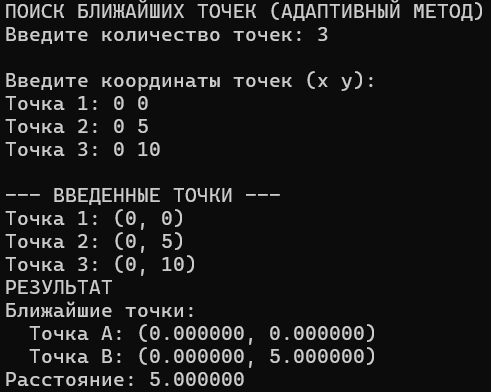 ПОИСК БЛИЖАЙШИХ ТОЧЕК (АДАПТИВНЫЙ МЕТОД)
Введите количество точек: 3
Введите координаты точек (x y):
Точка 1: 0 0
Точка 2: 0 5
Точка 3: 0 10
--- ВВЕДЕННЫЕ ТОЧКИ ---
Точка 1: (0, 0)
Точка 2: (0, 5)
Точка 3: (0, 10)
РЕЗУЛЬТАТ
Ближайшие точки:
Точка A: (0.000000, 0.000000)
Точка B: (0.000000, 5.000000)
Расстояние: 5.000000